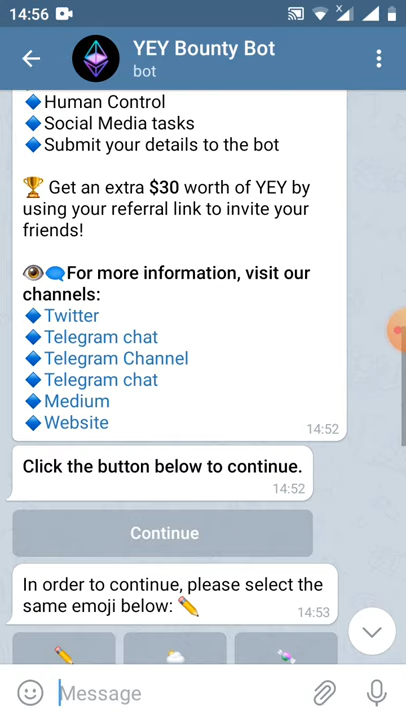 14:56
YEY Bounty Bot
bot
Human Control
Social Media tasks
Submit your details to the bot
Get an extra $30 worth of YEY by
using your referral link to invite your
friends!
For more information, visit our
channels:
Twitter
Telegram chat
Telegram Channel
Telegram chat
Medium
Website
14:52
Click the button below to continue.
14:52
Continue
In order to continue, please select the
same emoji below:
14:53
Message